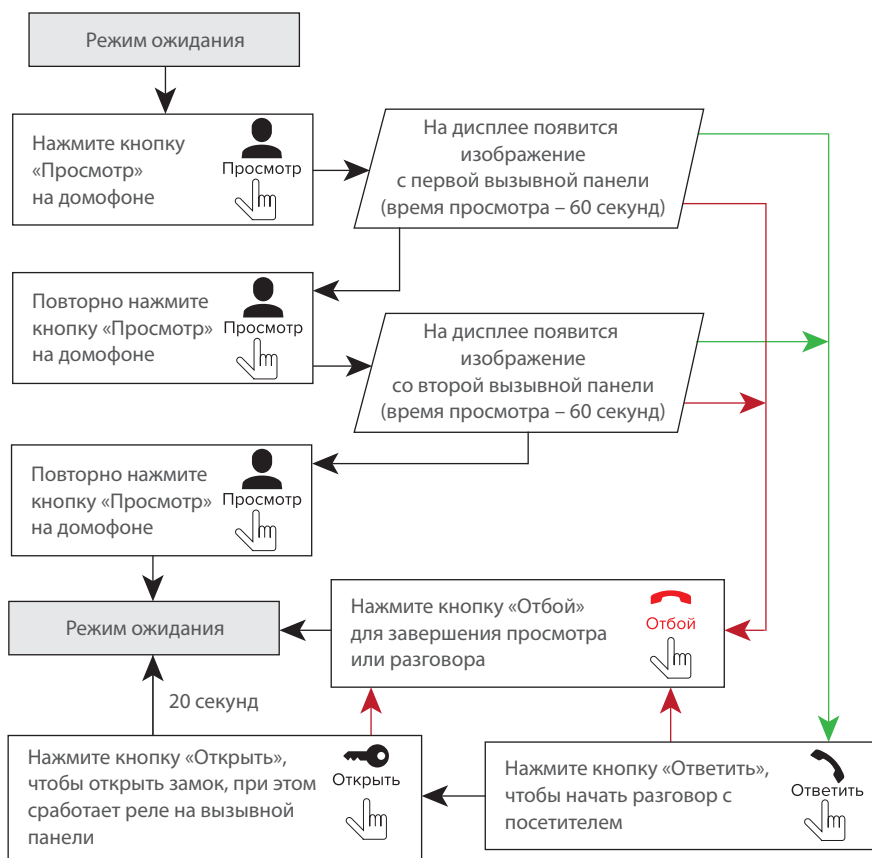 Режим ожидания
Нажмите кнопку
«Просмотр»
на домофоне
Просмотр
На дисплее появится
изображение
с первой вызывной панели
(время просмотра – 60 секунд)
Повторно нажмите
кнопку «Просмотр»
на домофоне
Просмотр
На дисплее появится
изображение
со второй вызывной панели
(время просмотра – 60 секунд)
Повторно нажмите
кнопку «Просмотр»
на домофоне
Просмотр
Режим ожидания
Нажмите кнопку «Отбой»
для завершения просмотра
или разговора
Отбой
20 секунд
Нажмите кнопку «Открыть»,
чтобы открыть замок, при этом
сработает реле на вызывной
панели
Открыть
Нажмите кнопку «Ответить»,
чтобы начать разговор с
посетителем
Ответить